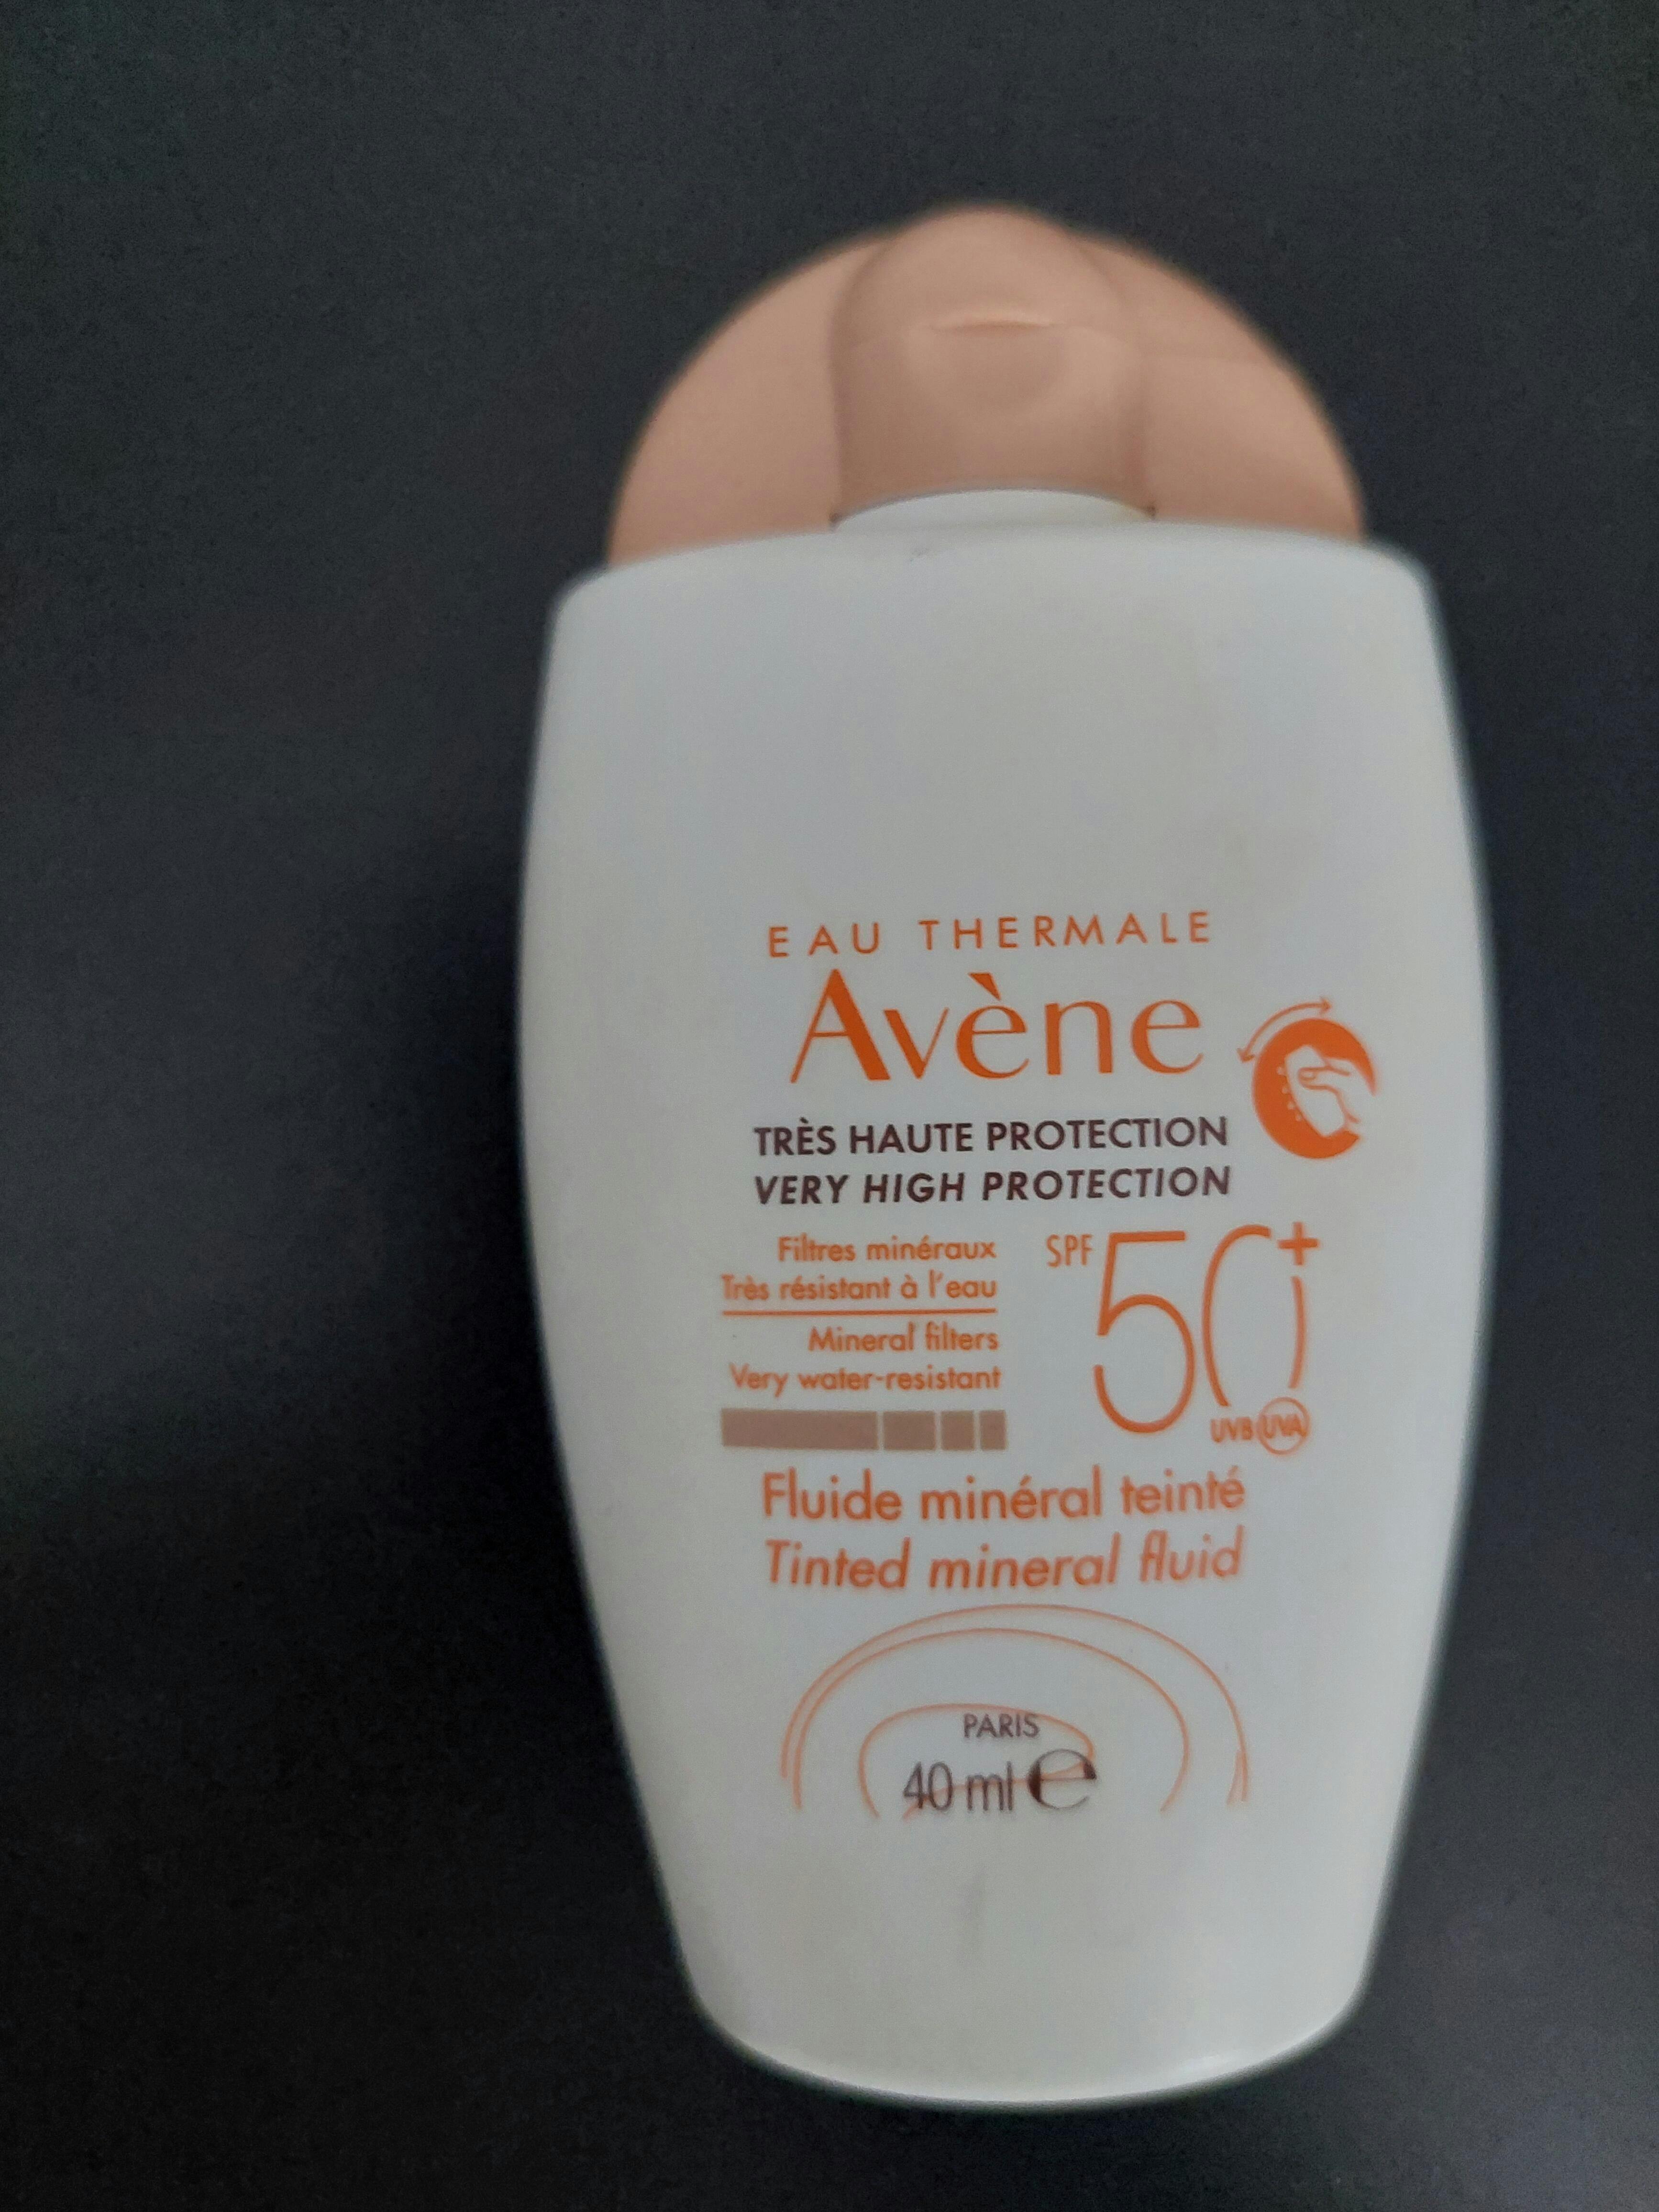 EAU THERMALE
Avène
TRÈS HAUTE PROTECTION
VERY HIGH PROTECTION
Filtres minéraux
Très résistant à l'eau
Mineral filters
Very water-resistant
SPF 50+
UVB UVA
Fluide minéral teinté
Tinted mineral fluid
PARIS
40 ml e